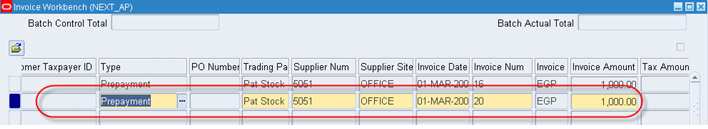 Invoice Workbench (NEXT_AP)
Batch Control Total Batch Actual Total
omer Taxpayer ID Type PO Number Trading Pa Supplier Num Supplier Site Invoice Date Invoice Num Invoice Invoice Amount Tax Amoun
Prepayment Pat Stock 5051 OFFICE 01-MAR-200 16 EGP 1,000.00
Prepayment ... Pat Stock 5051 OFFICE 01-MAR-200 20 EGP 1,000.00